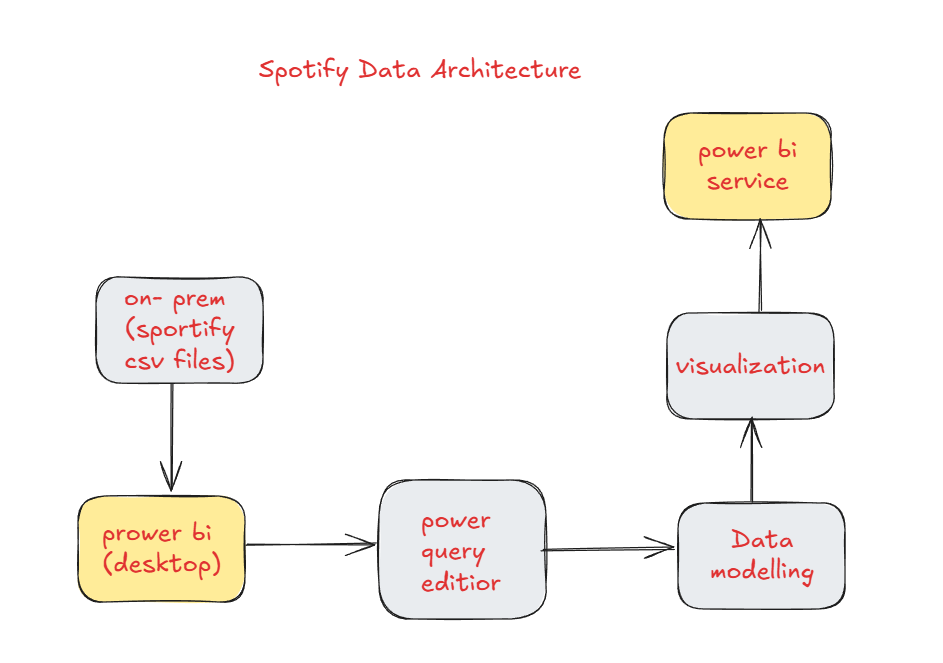 Spotify Data Architecture
power bi
service
on- prem
(sportify
csv files)
visualization
prower bi
(desktop)
power
query
editior
Data
modelling